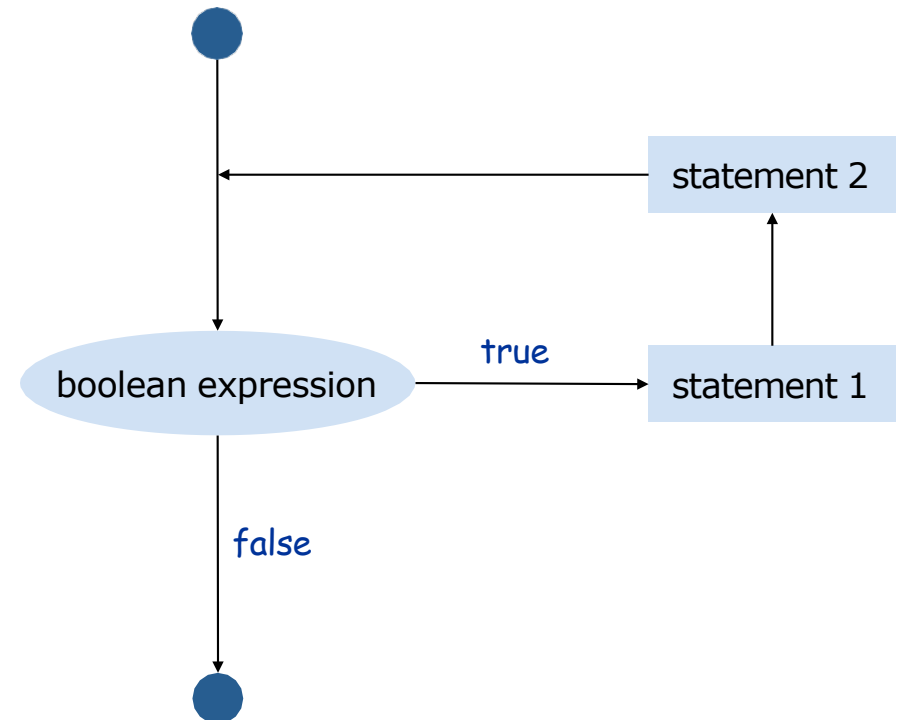 statement 2
true
boolean expression
statement 1
false